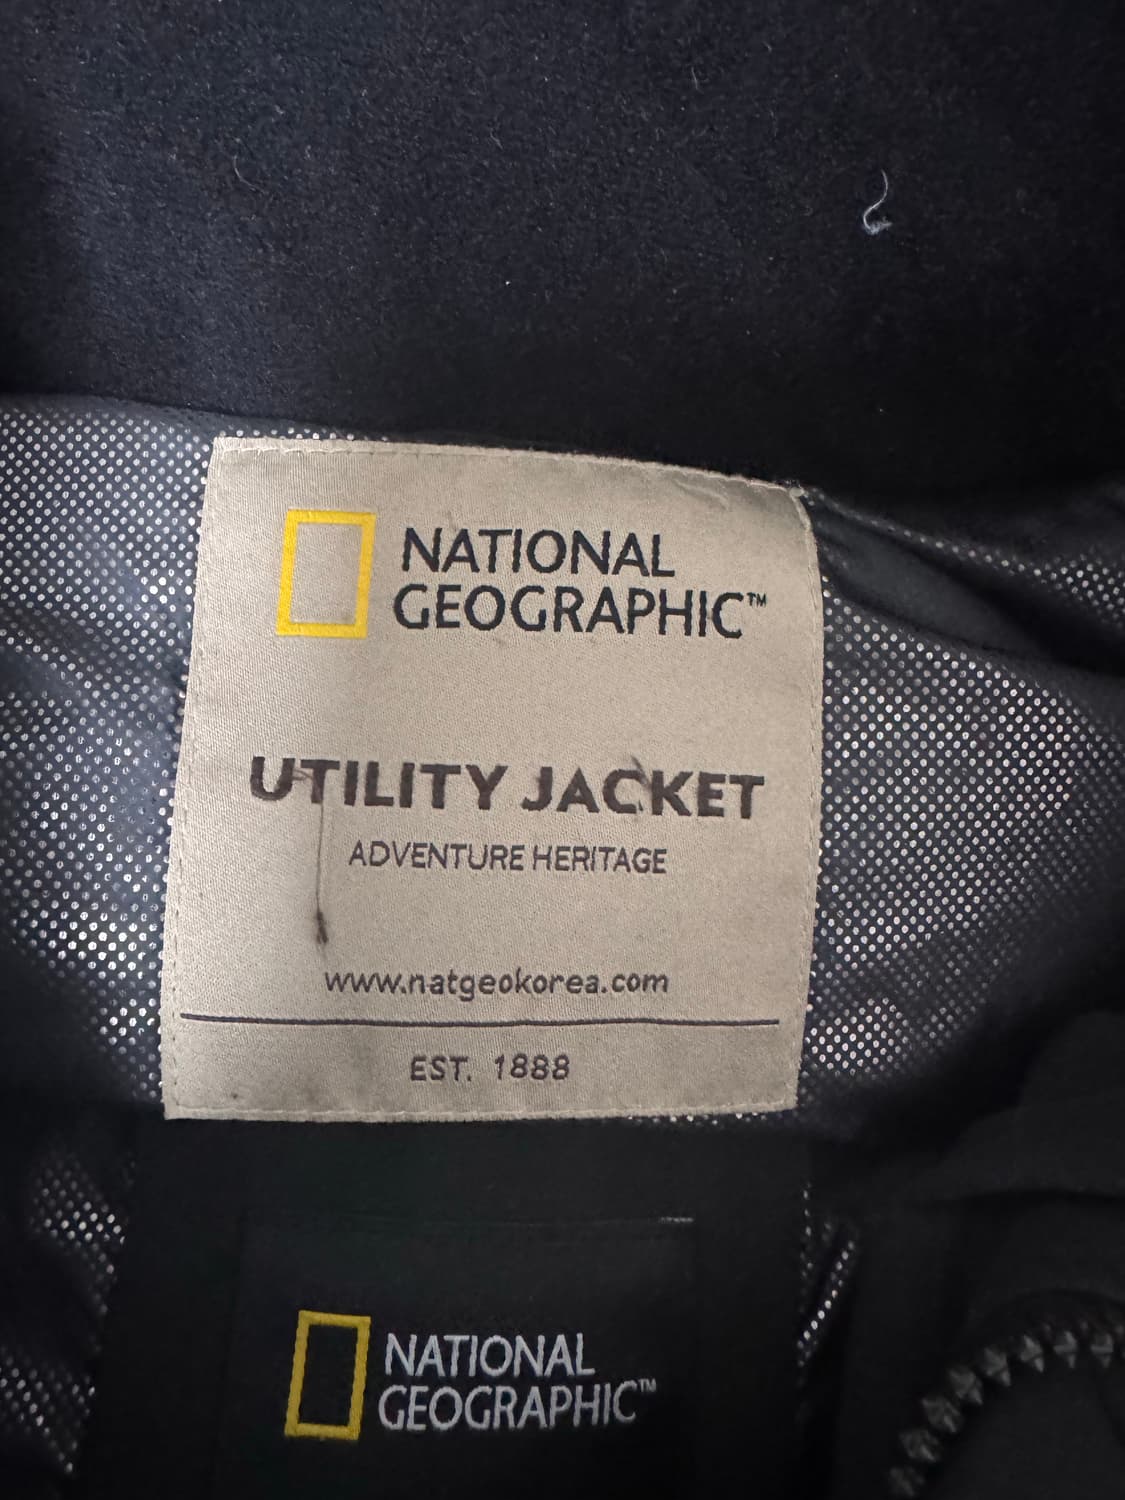 NATIONAL
GEOGRAPHIC™
UTILITY JACKET
ADVENTURE HERITAGE
www.natgeokorea.com
EST. 1888
NATIONAL
GEOGRAPHIC™